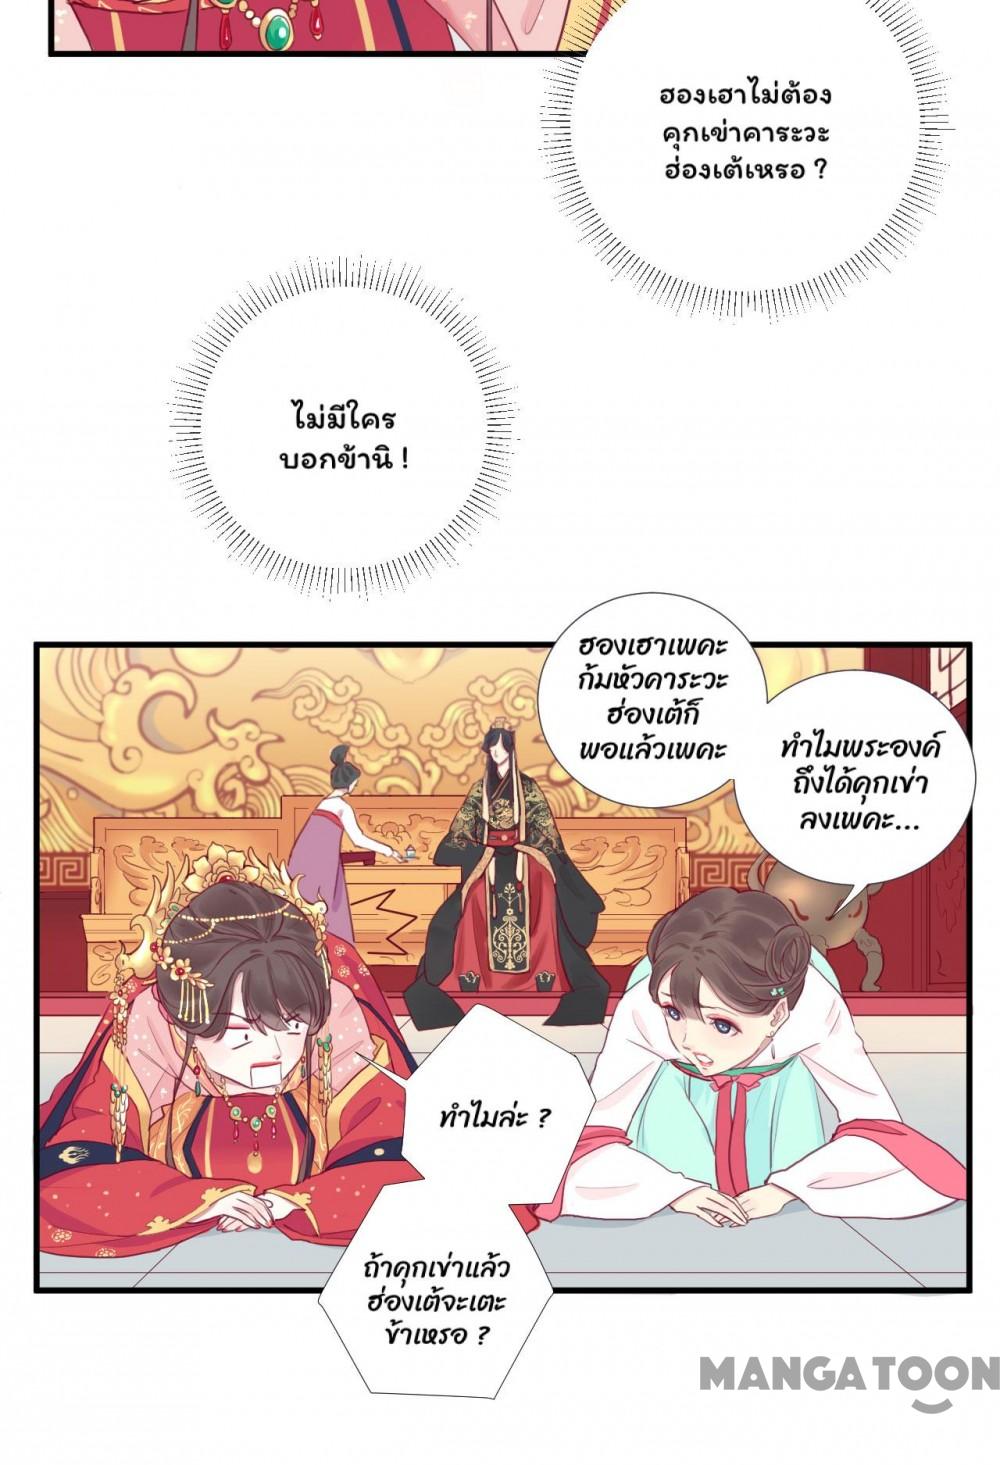 ฮองเฮาไม่ต้อง
คุกเข่าคาระวะ
ฮ่องเต้เหรอ ?
ไม่มีใคร
บอกข้านิ !
ฮองเฮาเพคะ
ก้มหัวคาระวะ
ฮ่องเต้ก็
พอแล้วเพคะ
ทำไมพระองค์
ถึงได้คุกเข่า
ลงเพคะ...
ทำไมล่ะ ?
ถ้าคุกเข่าแล้ว
ฮ่องเต้จะเตะ
ข้าเหรอ ?
MANGATOON